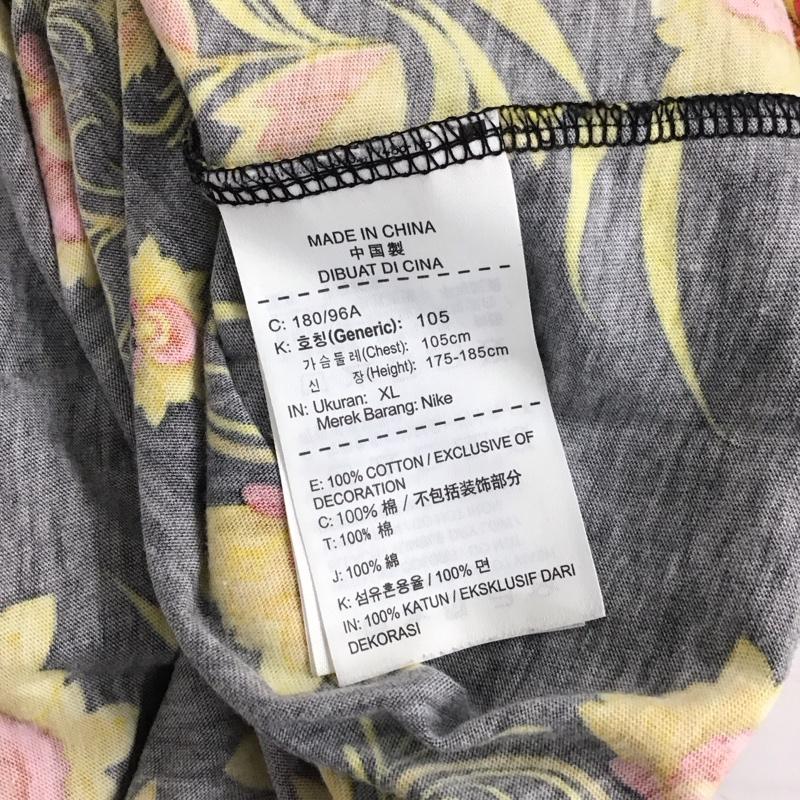 MADE IN CHINA
中国製
DIBUAT DI CINA
C: 180/96A
K: 호칭(Generic): 105
가슴둘레(Chest): 105cm
신 장(Height): 175-185cm
IN: Ukuran: XL
Merek Barang: Nike
E: 100% COTTON / EXCLUSIVE OF
DECORATION
C: 100% 棉 / 不包括装饰部分
T: 100% 棉
J: 100% 綿
K: 섬유혼용율 / 100% 면
IN: 100% KATUN / EKSKLUSIF DARI
DEKORASI